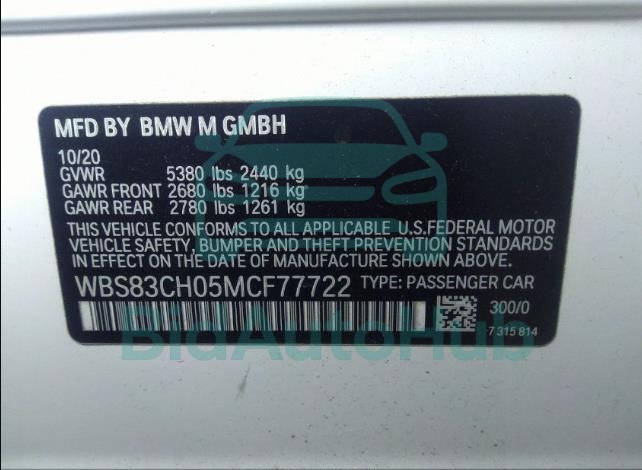 MFD BY BMW M GMBH
10/20
GVWR 5380 lbs 2440 kg
GAWR FRONT 2680 lbs 1216 kg
GAWR REAR 2780 lbs 1261 kg
THIS VEHICLE CONFORMS TO ALL APPLICABLE U.S.FEDERAL MOTOR
VEHICLE SAFETY, BUMPER AND THEFT PREVENTION STANDARDS
IN EFFECT ON THE DATE OF MANUFACTURE SHOWN ABOVE.
WBS83CH05MCF77722 TYPE: PASSENGER CAR
300/0
7 315 814
BidAutoHub